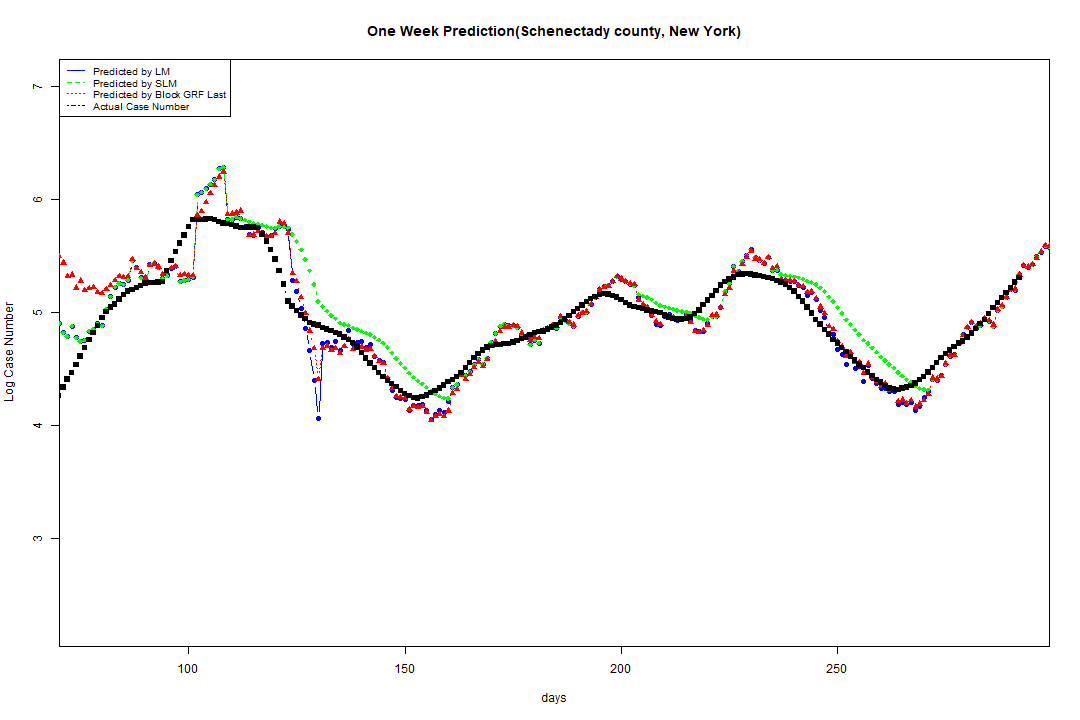 One Week Prediction(Schenectady county, New York)
Predicted by LM
Predicted by SLM
Predicted by Block GRF Last
Actual Case Number
7
6
5
4
3
Log Case Number
100 150 200 250
days